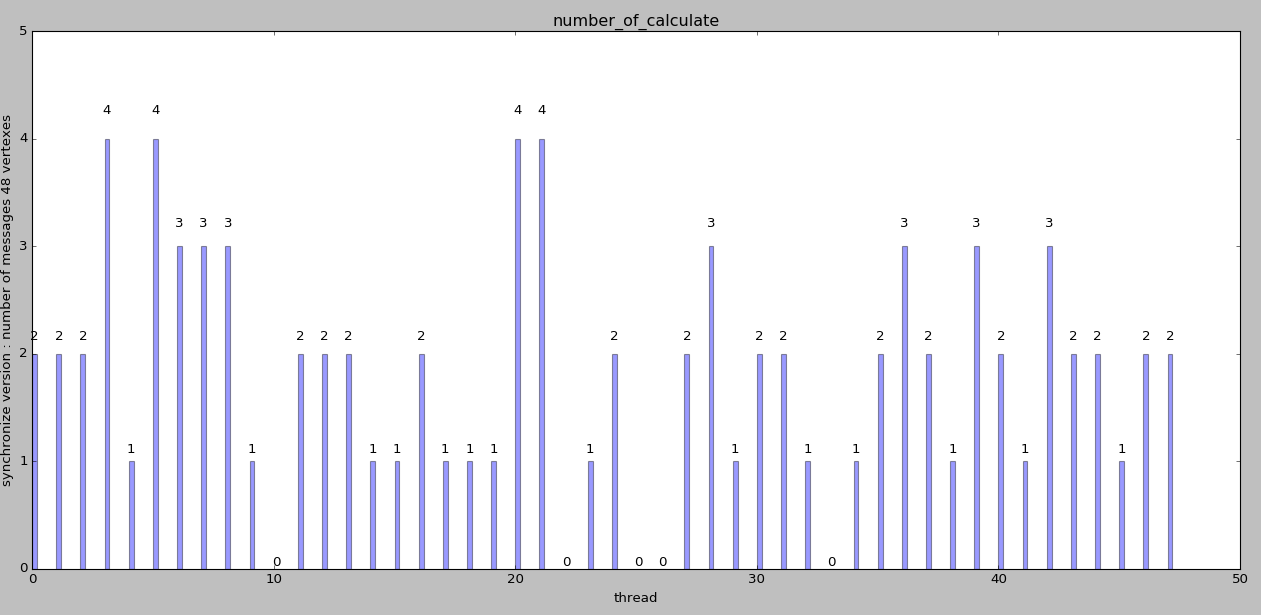 number_of_calculate
5
4 4 4 4
4
3 3 3 3 3 3 3
3
2 2 2 2 2 2 2 2 2 2 2 2 2 2 2 2 2 2
2
1 1 1 1 1 1 1 1 1 1 1 1 1 1
1
0 0 0 0 0
0
0 10 20 30 40 50
thread
synchronize version : number of messages 48 vertexes